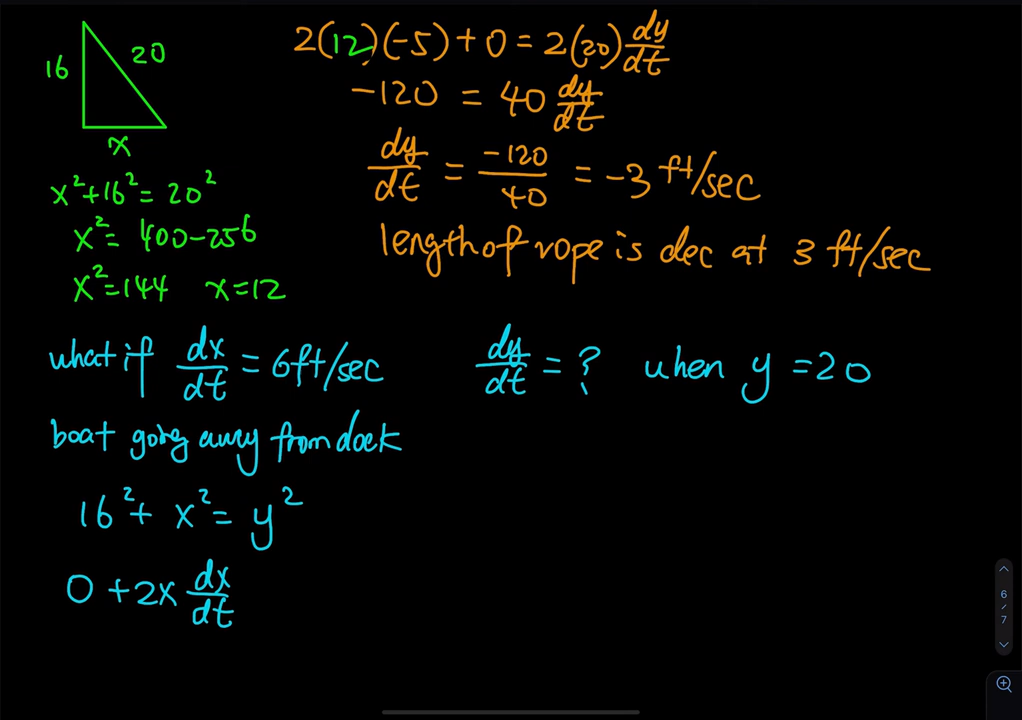 16
20
x
x²+16²=20²
x²= 400-256
x²=144 x=12
2(12)(-5)+0=2(20)dy/dt
-120 = 40 dy/dt
dy/dt = -120/40 = -3 ft/sec
length of rope is dec at 3 ft/sec
what if dx/dt = 6ft/sec dy/dt = ? when y =20
boat going away from dock
16²+ x²= y²
0 +2x dx/dt
6
/
7